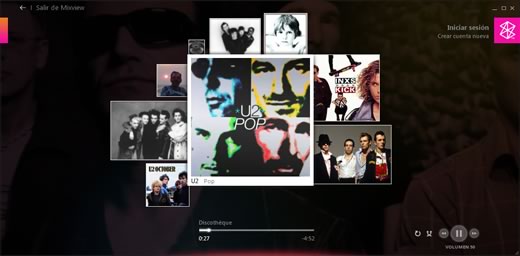 Salir de Mixview
Iniciar sesión
Crear cuenta nueva
INXS
KICK
U2
POP
U2 OCTOBER
U2 Pop
Discothèque
0:27
-4:52
VOLUMEN 50